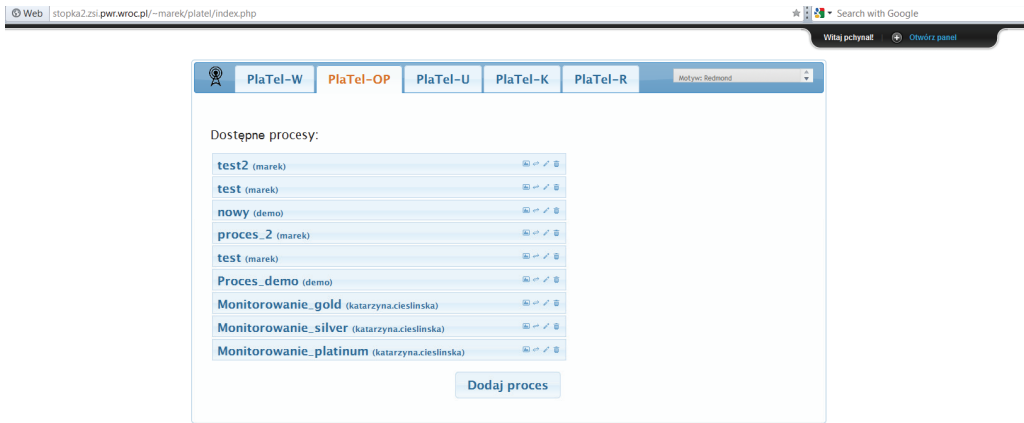 Web stopka2.zsi.pwr.wroc.pl/~marek/platel/index.php Search with Google
Witaj pchynal! Otwórz panel
PlaTel-W PlaTel-OP PlaTel-U PlaTel-K PlaTel-R Motyw: Redmond
Dostępne procesy:
test2 (marek)
test (marek)
nowy (demo)
proces_2 (marek)
test (marek)
Proces_demo (demo)
Monitorowanie_gold (katarzyna.cieslinska)
Monitorowanie_silver (katarzyna.cieslinska)
Monitorowanie_platinum (katarzyna.cieslinska)
Dodaj proces